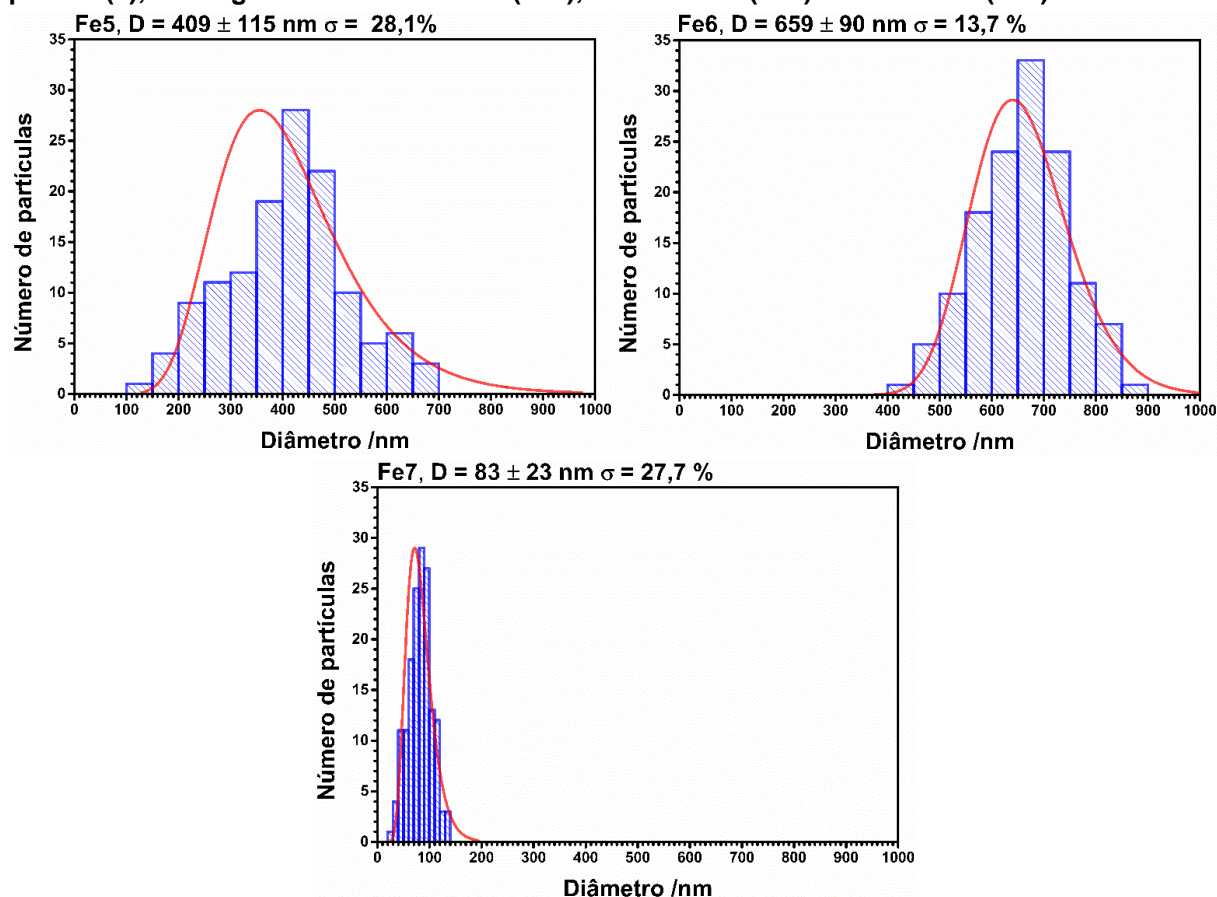 Fe5, D = 409 ± 115 nm σ = 28,1%
35
30
25
20
15
10
5
0
Número de partículas
0 100 200 300 400 500 600 700 800 900 1000
Diâmetro /nm
Fe6, D = 659 ± 90 nm σ = 13,7 %
35
30
25
20
15
10
5
0
Número de partículas
0 100 200 300 400 500 600 700 800 900 1000
Diâmetro /nm
Fe7, D = 83 ± 23 nm σ = 27,7 %
35
30
25
20
15
10
5
0
Número de partículas
0 100 200 300 400 500 600 700 800 900 1000
Diâmetro /nm